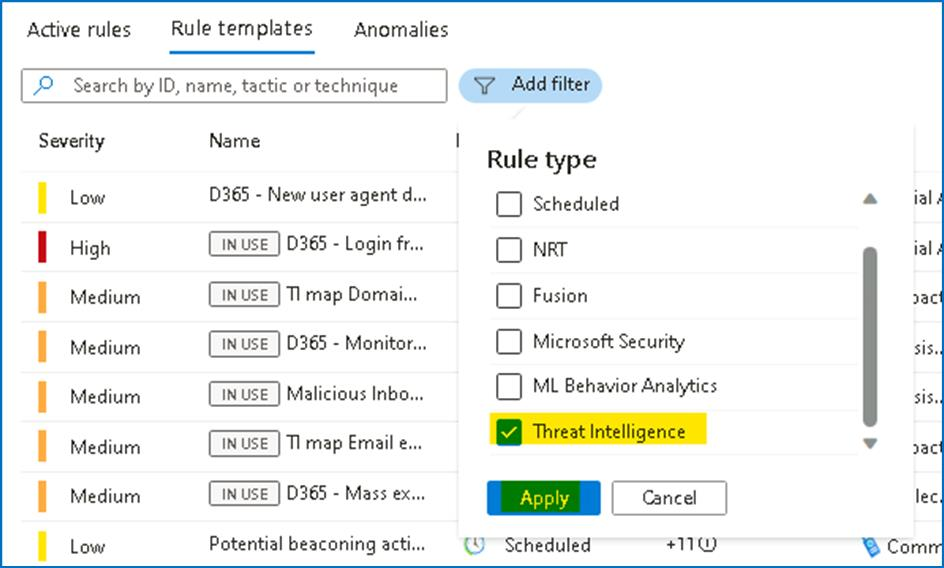 Active rules Rule templates Anomalies
Search by ID, name, tactic or technique Add filter
Severity Name
Rule type
Low D365 - New user agent d... Scheduled
High IN USE D365 - Login fr... NRT
Medium IN USE TI map Domai... Fusion
Medium IN USE D365 - Monitor... Microsoft Security
Medium IN USE Malicious Inbo... ML Behavior Analytics
Medium IN USE TI map Email e... Threat Intelligence
Medium IN USE D365 - Mass ex... Apply Cancel
Low Potential beaconing acti... Scheduled +11